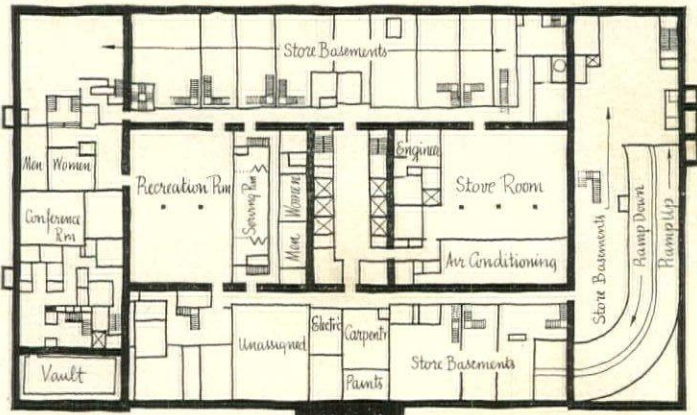 Store Basements
Men
Women
Recreation Rm
Serving Rm
Women
Men
Engineer
Stove Room
Conference
Rm
Air Conditioning
Store Basements
Ramp Down
Ramp Up
Unassigned
Electric
Carpentr
Paints
Store Basements
Vault